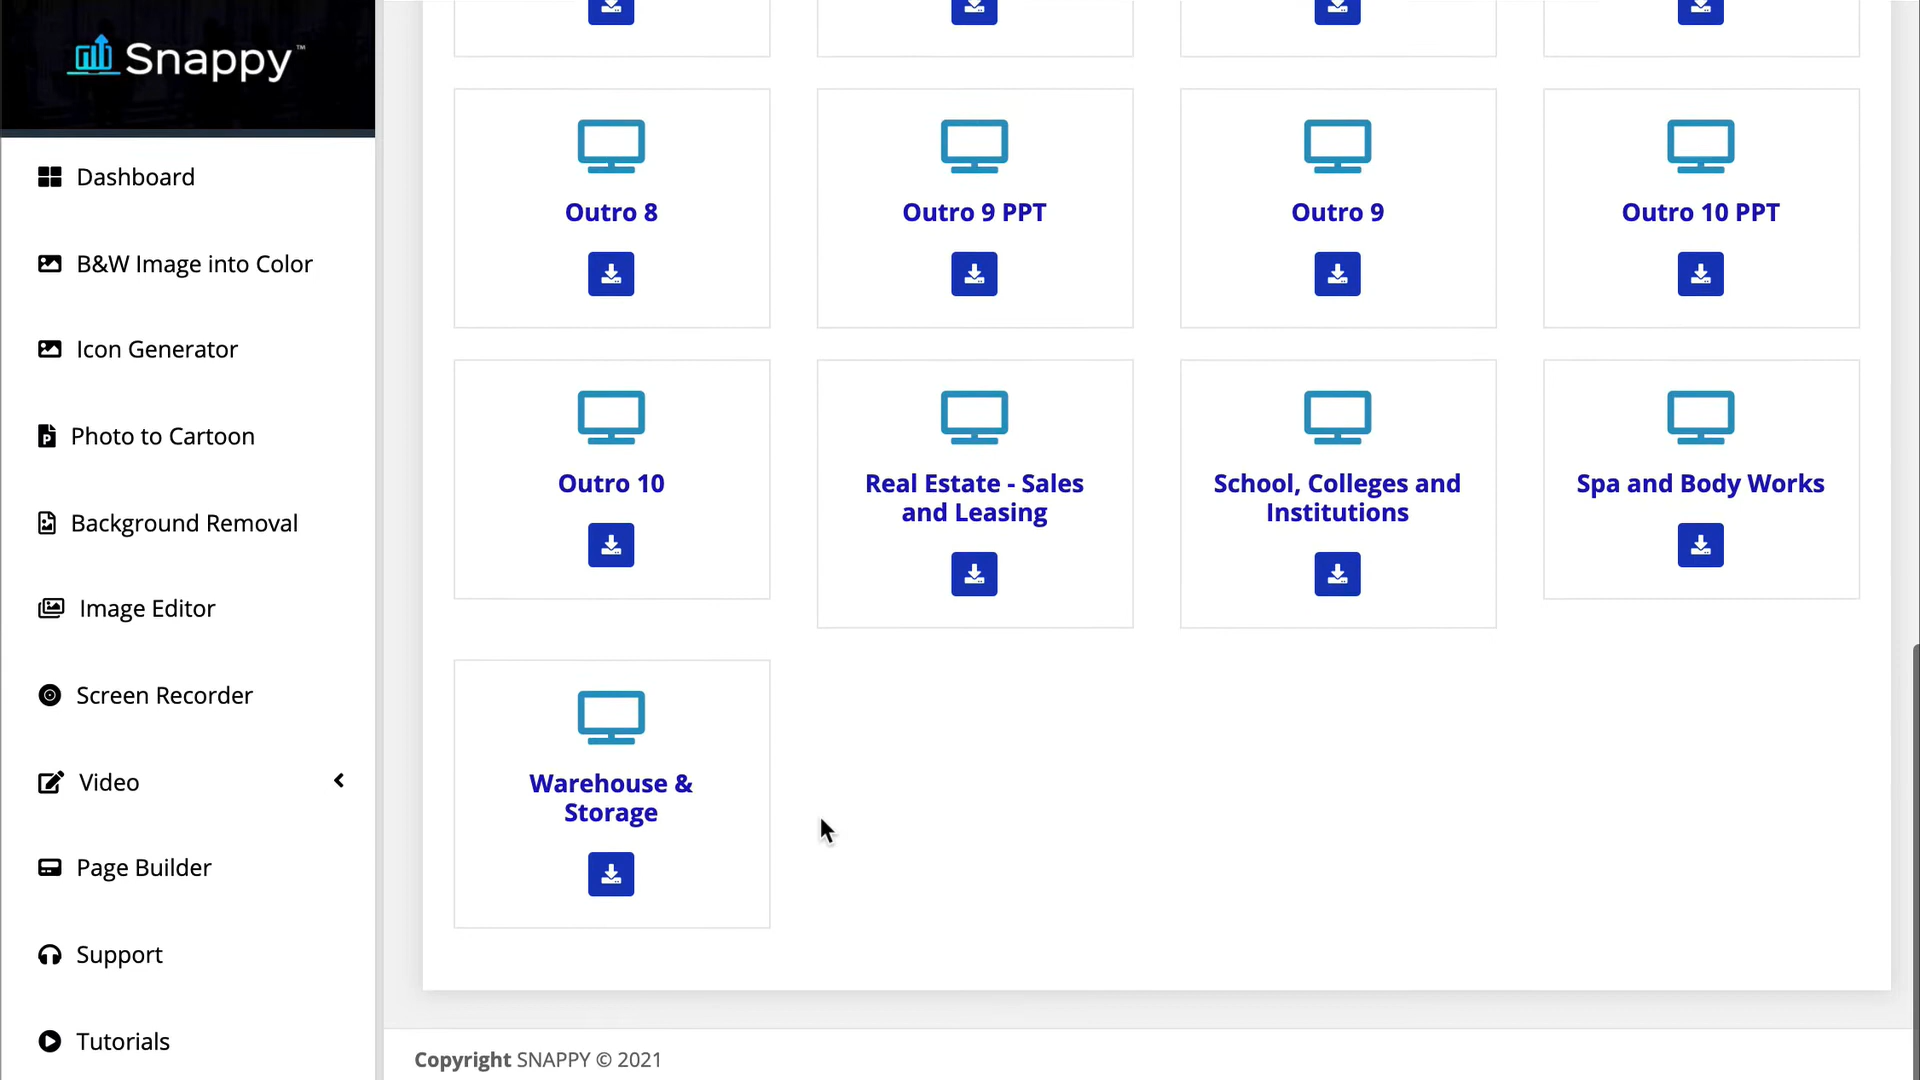 Snappy™
Dashboard
B&W Image into Color
Icon Generator
Photo to Cartoon
Background Removal
Image Editor
Screen Recorder
Video
Page Builder
Support
Tutorials
Outro 8
Outro 9 PPT
Outro 9
Outro 10 PPT
Outro 10
Real Estate - Sales
and Leasing
School, Colleges and
Institutions
Spa and Body Works
Warehouse &
Storage
Copyright SNAPPY © 2021